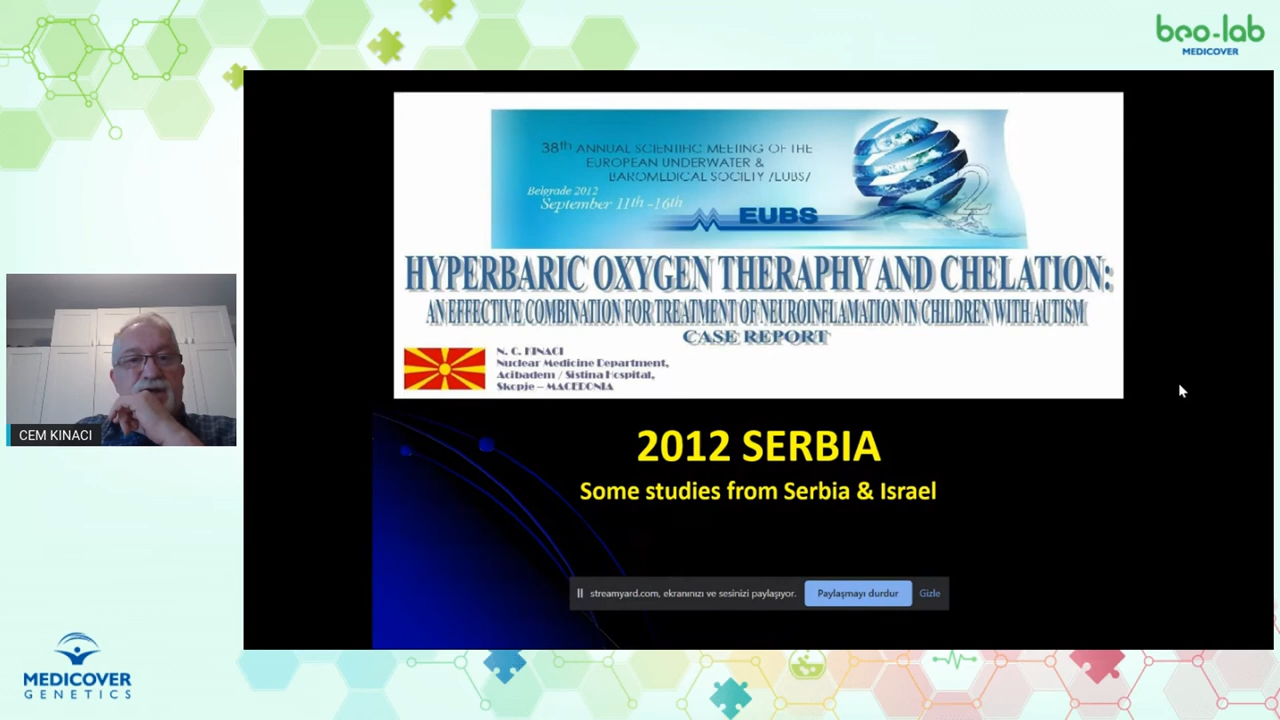 beo-lab
MEDICOVER
38th ANNUAL SCIENTIFIC MEETING OF THE
EUROPEAN UNDERWATER &
BAROMEDICAL SOCIETY /EUBS/
Belgrade 2012
September 11th -16th
EUBS
2
HYPERBARIC OXYGEN THERAPHY AND CHELATION:
AN EFFECTIVE COMBINATION FOR TREATMENT OF NEUROINFLAMATION IN CHILDREN WITH AUTISM
CASE REPORT
N. C. KINACI
Nuclear Medicine Department,
Acibadem / Sistina Hospital,
Skopje – MACEDONIA
CEM KINACI
2012 SERBIA
Some studies from Serbia & Israel
streamyard.com, ekranınızı ve sesinizi paylaşıyor.
Paylaşmayı durdur
Gizle
MEDICOVER
GENETICS